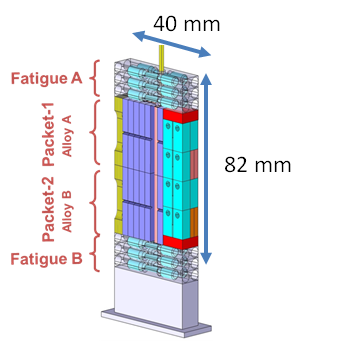 40 mm
Fatigue A
Packet-1
Alloy A
82 mm
Packet-2
Alloy B
Fatigue B